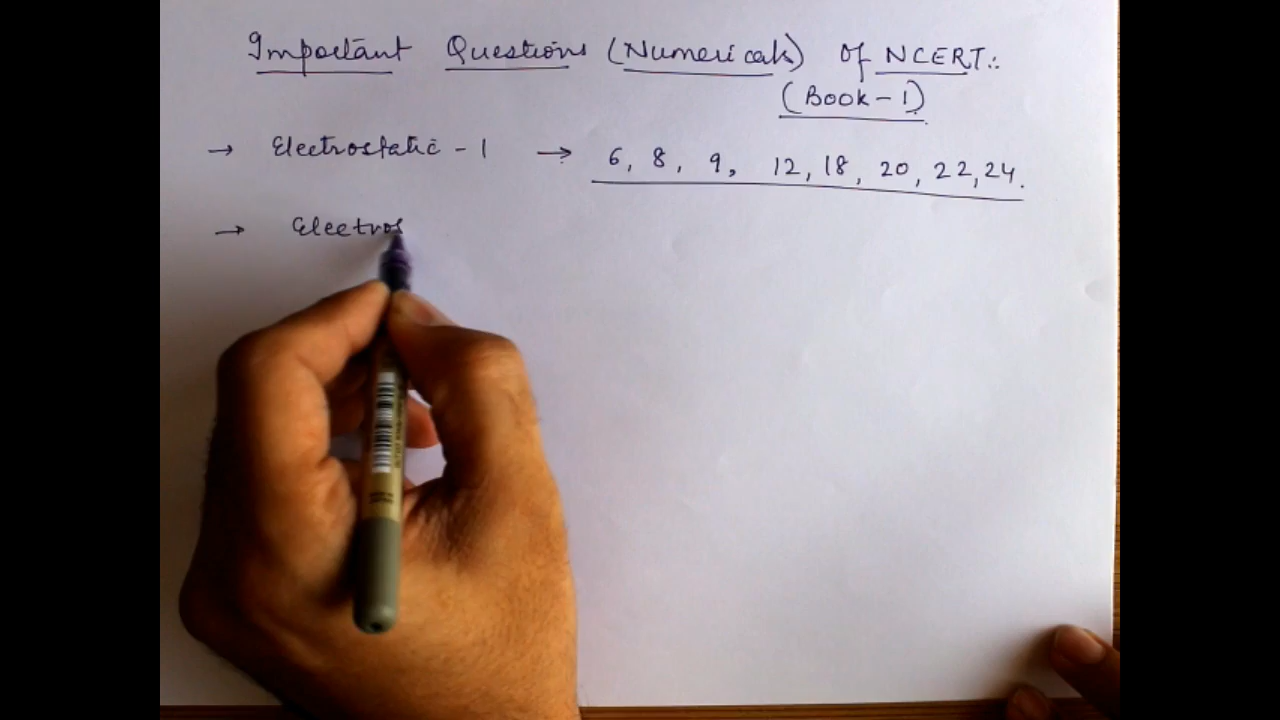 Important Questions (Numericals) of NCERT:
(Book-1)
→ Electrostatic-1 → 6, 8, 9, 12, 18, 20, 22, 24.
→ Electros